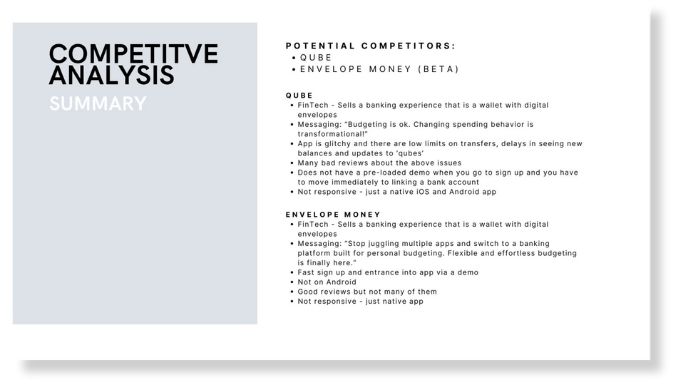 COMPETITVE
ANALYSIS
SUMMARY
POTENTIAL COMPETITORS:
• QUBE
• ENVELOPE MONEY (BETA)
QUBE
• FinTech - Sells a banking experience that is a wallet with digital
envelopes
• Messaging: "Budgeting is ok. Changing spending behavior is
transformational!"
• App is glitchy and there are low limits on transfers, delays in seeing new
balances and updates to 'qubes'
• Many bad reviews about the above issues
• Does not have a pre-loaded demo when you go to sign up and you have
to move immediately to linking a bank account
• Not responsive - just a native iOS and Android app
ENVELOPE MONEY
• FinTech - Sells a banking experience that is a wallet with digital
envelopes
• Messaging: "Stop juggling multiple apps and switch to a banking
platform built for personal budgeting. Flexible and effortless budgeting
is finally here."
• Fast sign up and entrance into app via a demo
• Not on Android
• Good reviews but not many of them
• Not responsive - just native app